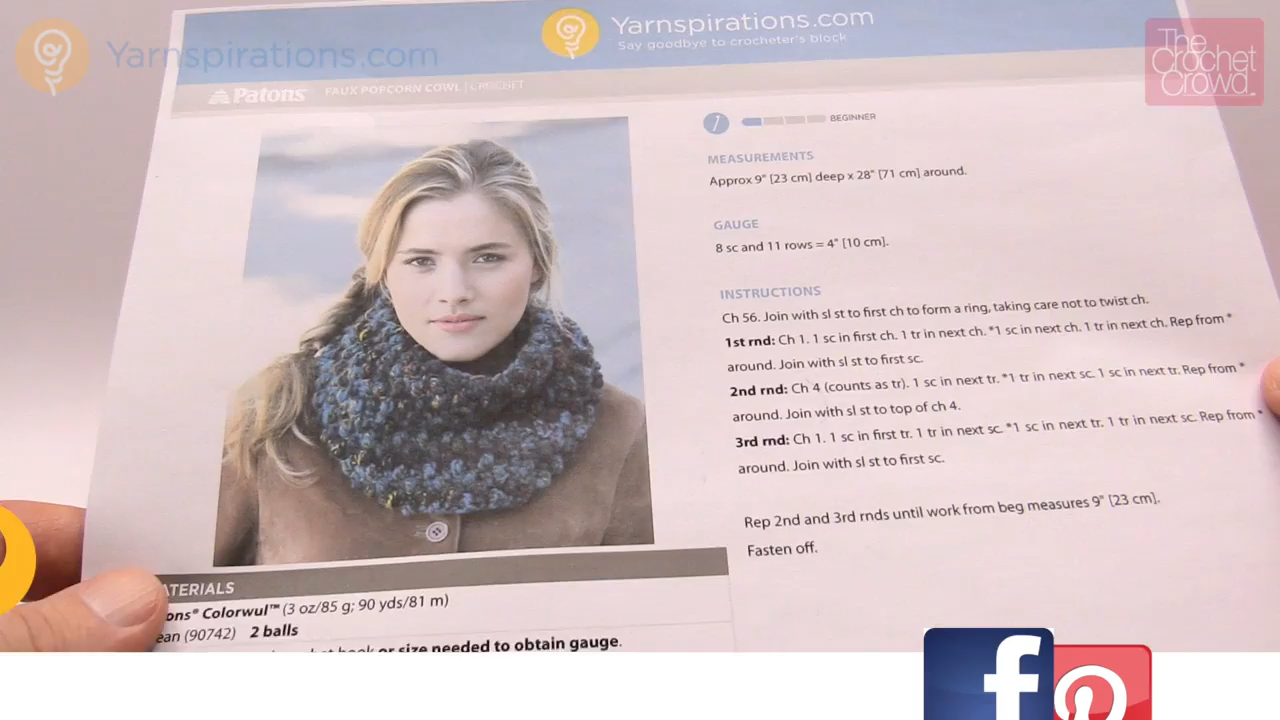 Yarnspirations.com
Yarnspirations.com
Say goodbye to crocheter's block
The
Crochet
Crowd
Patons FAUX POPCORN COWL | CROCHET
1 BEGINNER
MEASUREMENTS
Approx 9" [23 cm] deep x 28" [71 cm] around.
GAUGE
8 sc and 11 rows = 4" [10 cm].
INSTRUCTIONS
Ch 56. Join with sl st to first ch to form a ring, taking care not to twist ch.
1st rnd: Ch 1. 1 sc in first ch. 1 tr in next ch. *1 sc in next ch. 1 tr in next ch. Rep from *
around. Join with sl st to first sc.
2nd rnd: Ch 4 (counts as tr). 1 sc in next tr. *1 tr in next sc. 1 sc in next tr. Rep from *
around. Join with sl st to top of ch 4.
3rd rnd: Ch 1. 1 sc in first tr. 1 tr in next sc. *1 sc in next tr. 1 tr in next sc. Rep from *
around. Join with sl st to first sc.
Rep 2nd and 3rd rnds until work from beg measures 9" [23 cm].
Fasten off.
ATERIALS
ons® Colorwul™ (3 oz/85 g; 90 yds/81 m)
ean (90742) 2 balls
hook or size needed to obtain gauge.
f